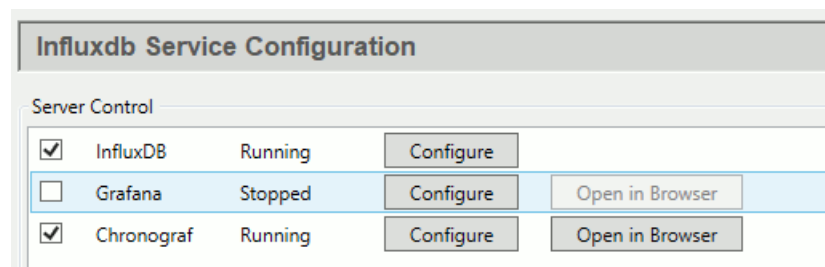 Influxdb Service Configuration
Server Control
InfluxDB Running Configure
Grafana Stopped Configure Open in Browser
Chronograf Running Configure Open in Browser